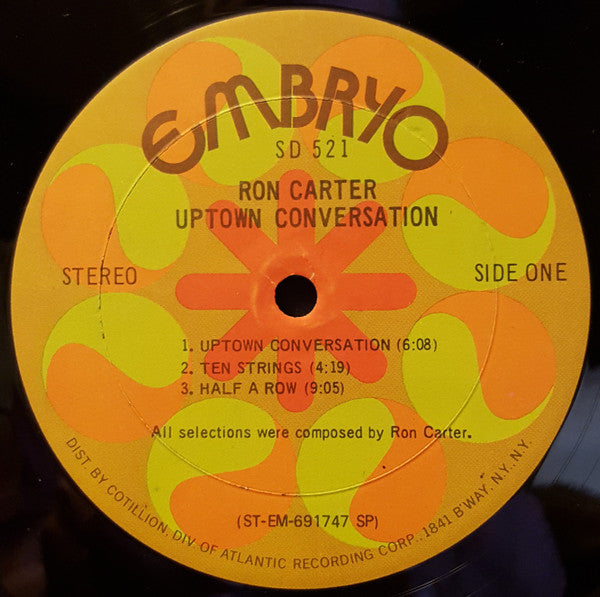 EMBRYO
SD 521
RON CARTER
UPTOWN CONVERSATION
STEREO
SIDE ONE
1. UPTOWN CONVERSATION (6:08)
2. TEN STRINGS (4:19)
3. HALF A ROW (9:05)
All selections were composed by Ron Carter.
(ST-EM-691747 SP)
DIST. BY COTILLION, DIV. OF ATLANTIC RECORDING CORP., 1841 B'WAY, N.Y. N.Y.